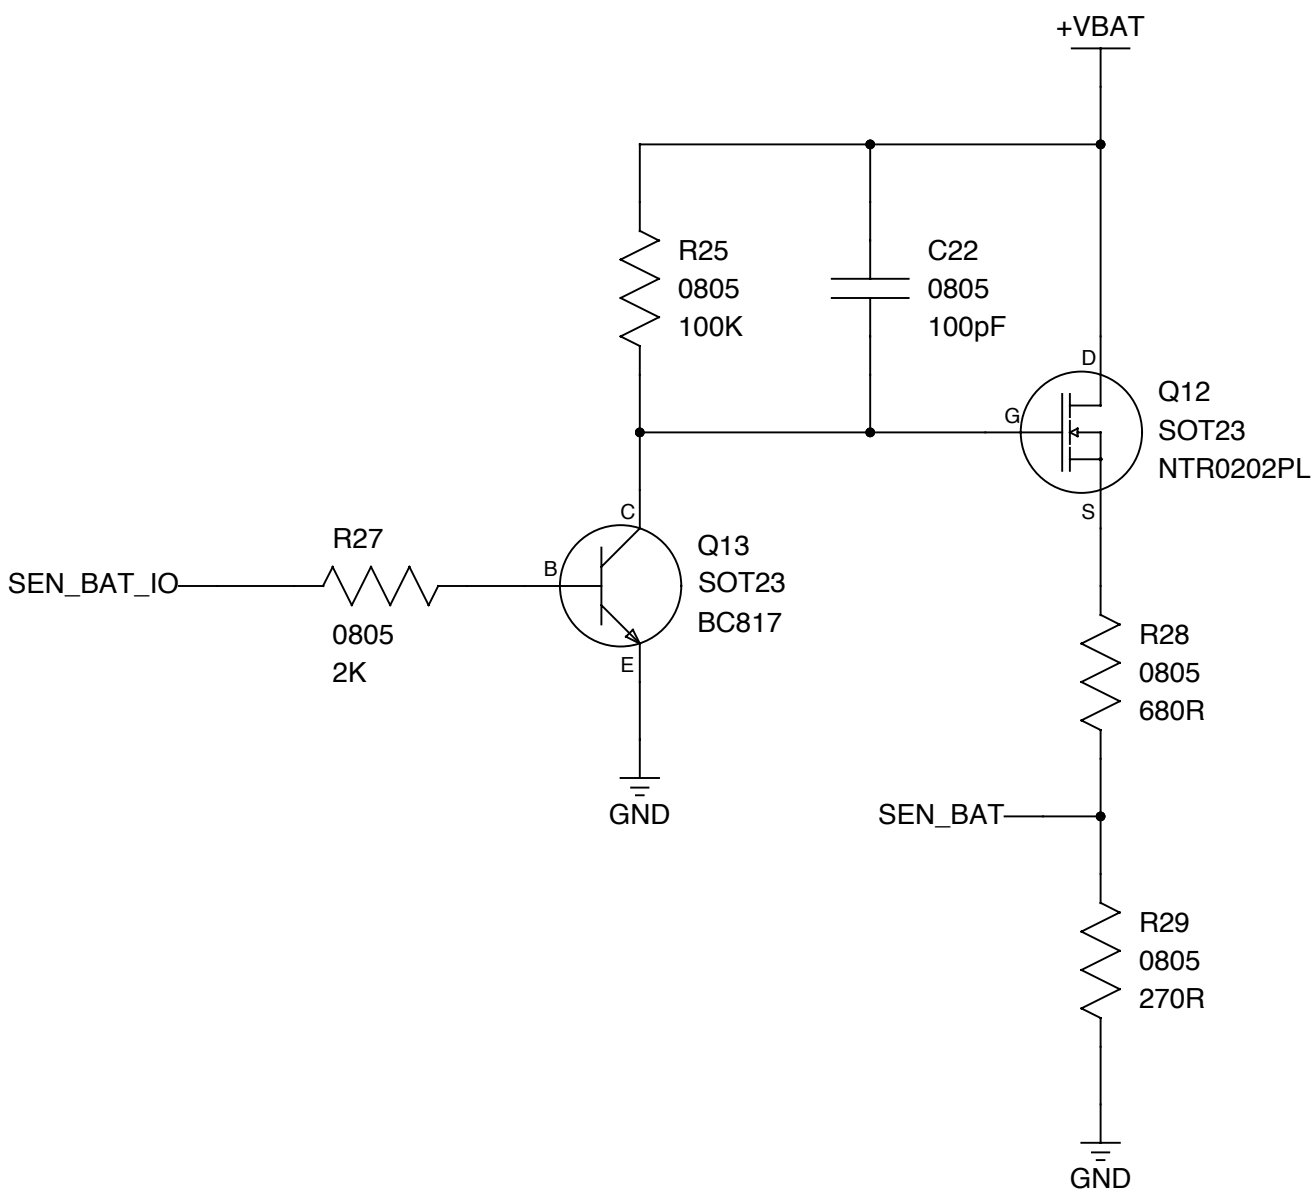 +VBAT
R25
0805
100K
C22
0805
100pF
D
G
Q12
SOT23
NTR0202PL
S
C
R27
SEN_BAT_IO
0805
2K
B
Q13
SOT23
BC817
E
GND
R28
0805
680R
SEN_BAT
R29
0805
270R
GND